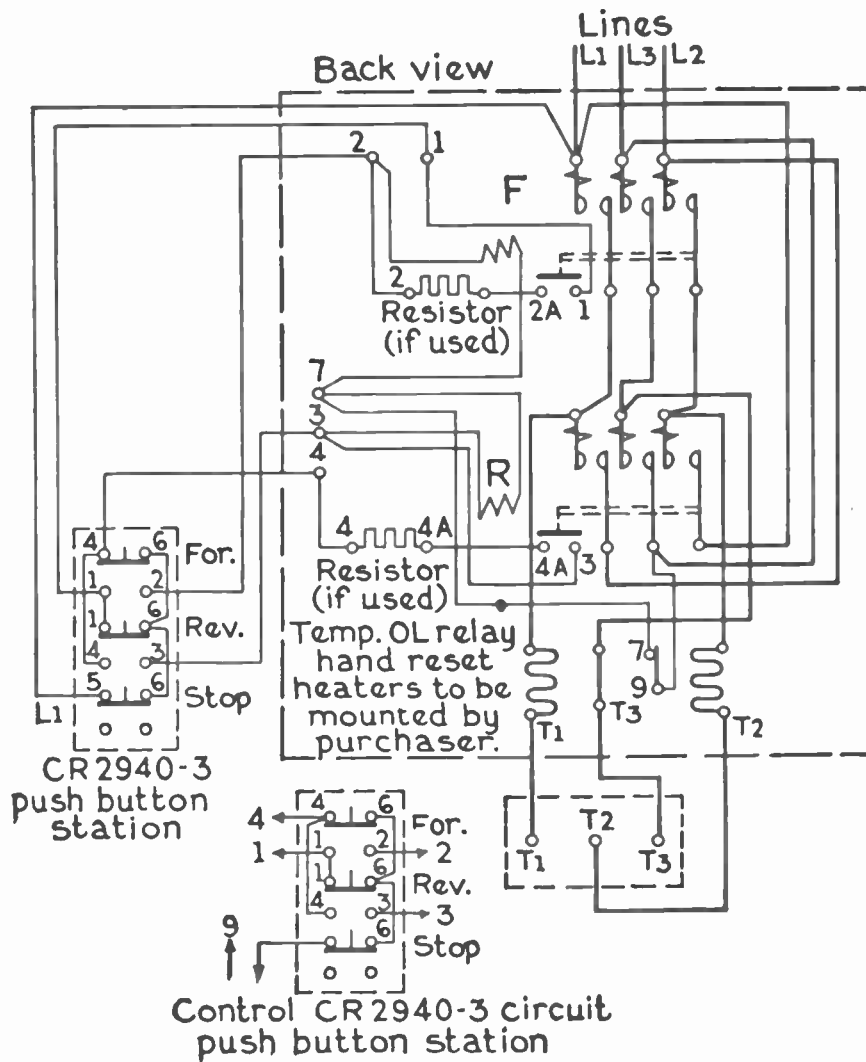 Lines
L1 L3 L2
Back view
2 1
F
2
Resistor
(if used)
2A 1
7
3
4
R
4 4A
Resistor
(if used)
4A 3
4 6 For.
1 2
1 6 Rev.
4 3
5 6 Stop
L1
CR2940-3
push button
station
Temp. OL relay
hand reset
heaters to be
mounted by
purchaser.
7
9
T1 T3 T2
T1 T2 T3
4 4 6 For.
1 1 2 2
1 6 Rev.
4 3 3
9 6 Stop
Control CR2940-3 circuit
push button station